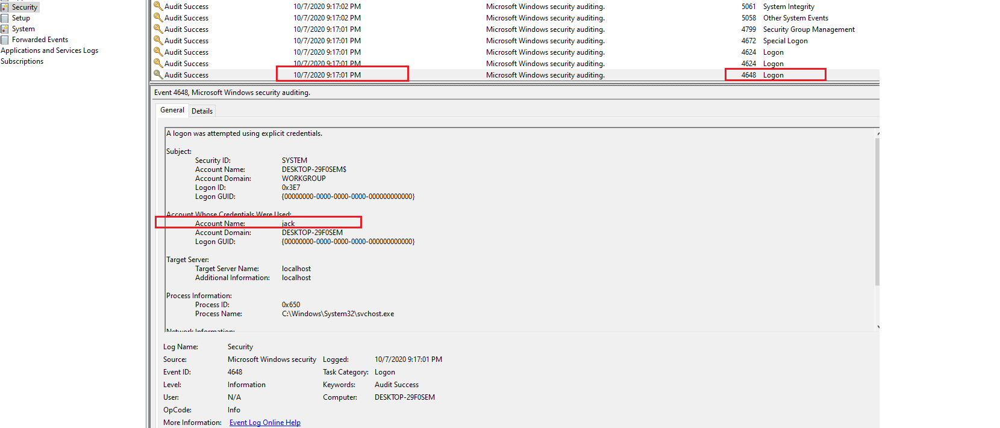 Security
Setup
System
Forwarded Events
Applications and Services Logs
Subscriptions
Audit Success 10/7/2020 9:17:02 PM Microsoft Windows security auditing. 5061 System Integrity
Audit Success 10/7/2020 9:17:02 PM Microsoft Windows security auditing. 5058 Other System Events
Audit Success 10/7/2020 9:17:01 PM Microsoft Windows security auditing. 4799 Security Group Management
Audit Success 10/7/2020 9:17:01 PM Microsoft Windows security auditing. 4672 Special Logon
Audit Success 10/7/2020 9:17:01 PM Microsoft Windows security auditing. 4624 Logon
Audit Success 10/7/2020 9:17:01 PM Microsoft Windows security auditing. 4624 Logon
Audit Success 10/7/2020 9:17:01 PM Microsoft Windows security auditing. 4648 Logon
Event 4648, Microsoft Windows security auditing.
General Details
A logon was attempted using explicit credentials.
Subject:
Security ID: SYSTEM
Account Name: DESKTOP-29F0SEM$
Account Domain: WORKGROUP
Logon ID: 0x3E7
Logon GUID: {00000000-0000-0000-0000-000000000000}
Account Whose Credentials Were Used:
Account Name: jack
Account Domain: DESKTOP-29F0SEM
Logon GUID: {00000000-0000-0000-0000-000000000000}
Target Server:
Target Server Name: localhost
Additional Information: localhost
Process Information:
Process ID: 0x650
Process Name: C:\Windows\System32\svchost.exe
Network Information:
Log Name: Security
Source: Microsoft Windows security Logged: 10/7/2020 9:17:01 PM
Event ID: 4648 Task Category: Logon
Level: Information Keywords: Audit Success
User: N/A Computer: DESKTOP-29F0SEM
OpCode: Info
More Information: Event Log Online Help